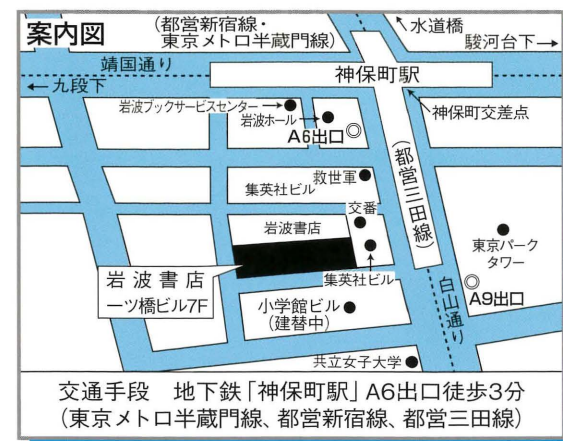 案内図
（都営新宿線・
東京メトロ半蔵門線）
水道橋
駿河台下
靖国通り
神保町駅
九段下
岩波ブックサービスセンター
岩波ホール
神保町交差点
A6出口
（都営三田線）
救世軍
集英社ビル
交番
岩波書店
東京パーク
タワー
集英社ビル
岩波書店
一ツ橋ビル7F
A9出口
小学館ビル
（建替中）
白山通り
共立女子大学
交通手段　地下鉄「神保町駅」A6出口徒歩3分
（東京メトロ半蔵門線、都営新宿線、都営三田線）